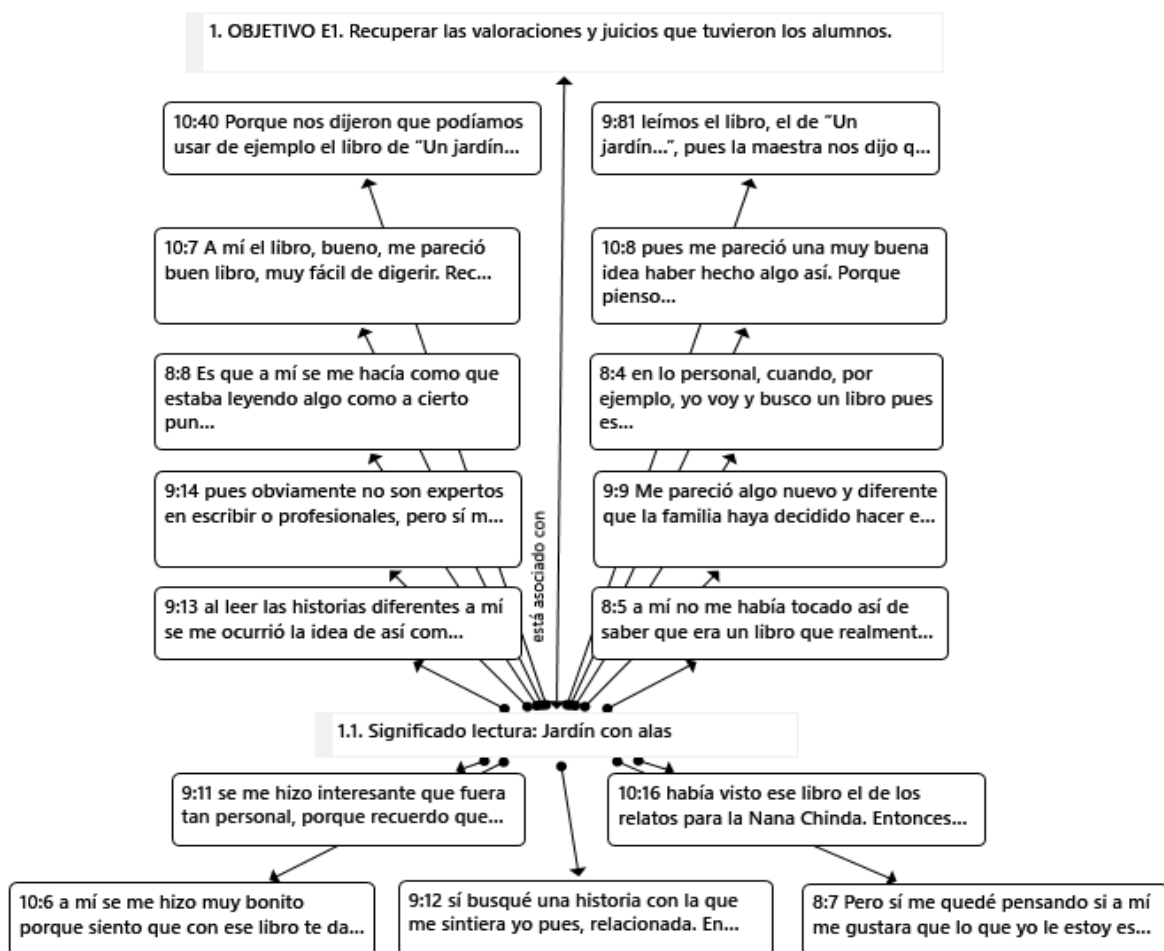 1. OBJETIVO E1. Recuperar las valoraciones y juicios que tuvieron los alumnos.
10:40 Porque nos dijeron que podíamos
usar de ejemplo el libro de “Un jardín...
9:81 leímos el libro, el de “Un
jardín...”, pues la maestra nos dijo q...
10:7 A mí el libro, bueno, me pareció
buen libro, muy fácil de digerir. Rec...
10:8 pues me pareció una muy buena
idea haber hecho algo así. Porque
pienso...
8:8 Es que a mí se me hacía como que
estaba leyendo algo como a cierto
pun...
8:4 en lo personal, cuando, por
ejemplo, yo voy y busco un libro pues
es...
9:14 pues obviamente no son expertos
en escribir o profesionales, pero sí m...
9:9 Me pareció algo nuevo y diferente
que la familia haya decidido hacer e...
está asociado con
9:13 al leer las historias diferentes a mí
se me ocurrió la idea de así com...
8:5 a mí no me había tocado así de
saber que era un libro que realment...
1.1. Significado lectura: Jardín con alas
9:11 se me hizo interesante que fuera
tan personal, porque recuerdo que...
10:16 había visto ese libro el de los
relatos para la Nana Chinda. Entonces...
10:6 a mí se me hizo muy bonito
porque siento que con ese libro te da...
9:12 sí busqué una historia con la que
me sintiera yo pues, relacionada. En...
8:7 Pero sí me quedé pensando si a mí
me gustara que lo que yo le estoy es...